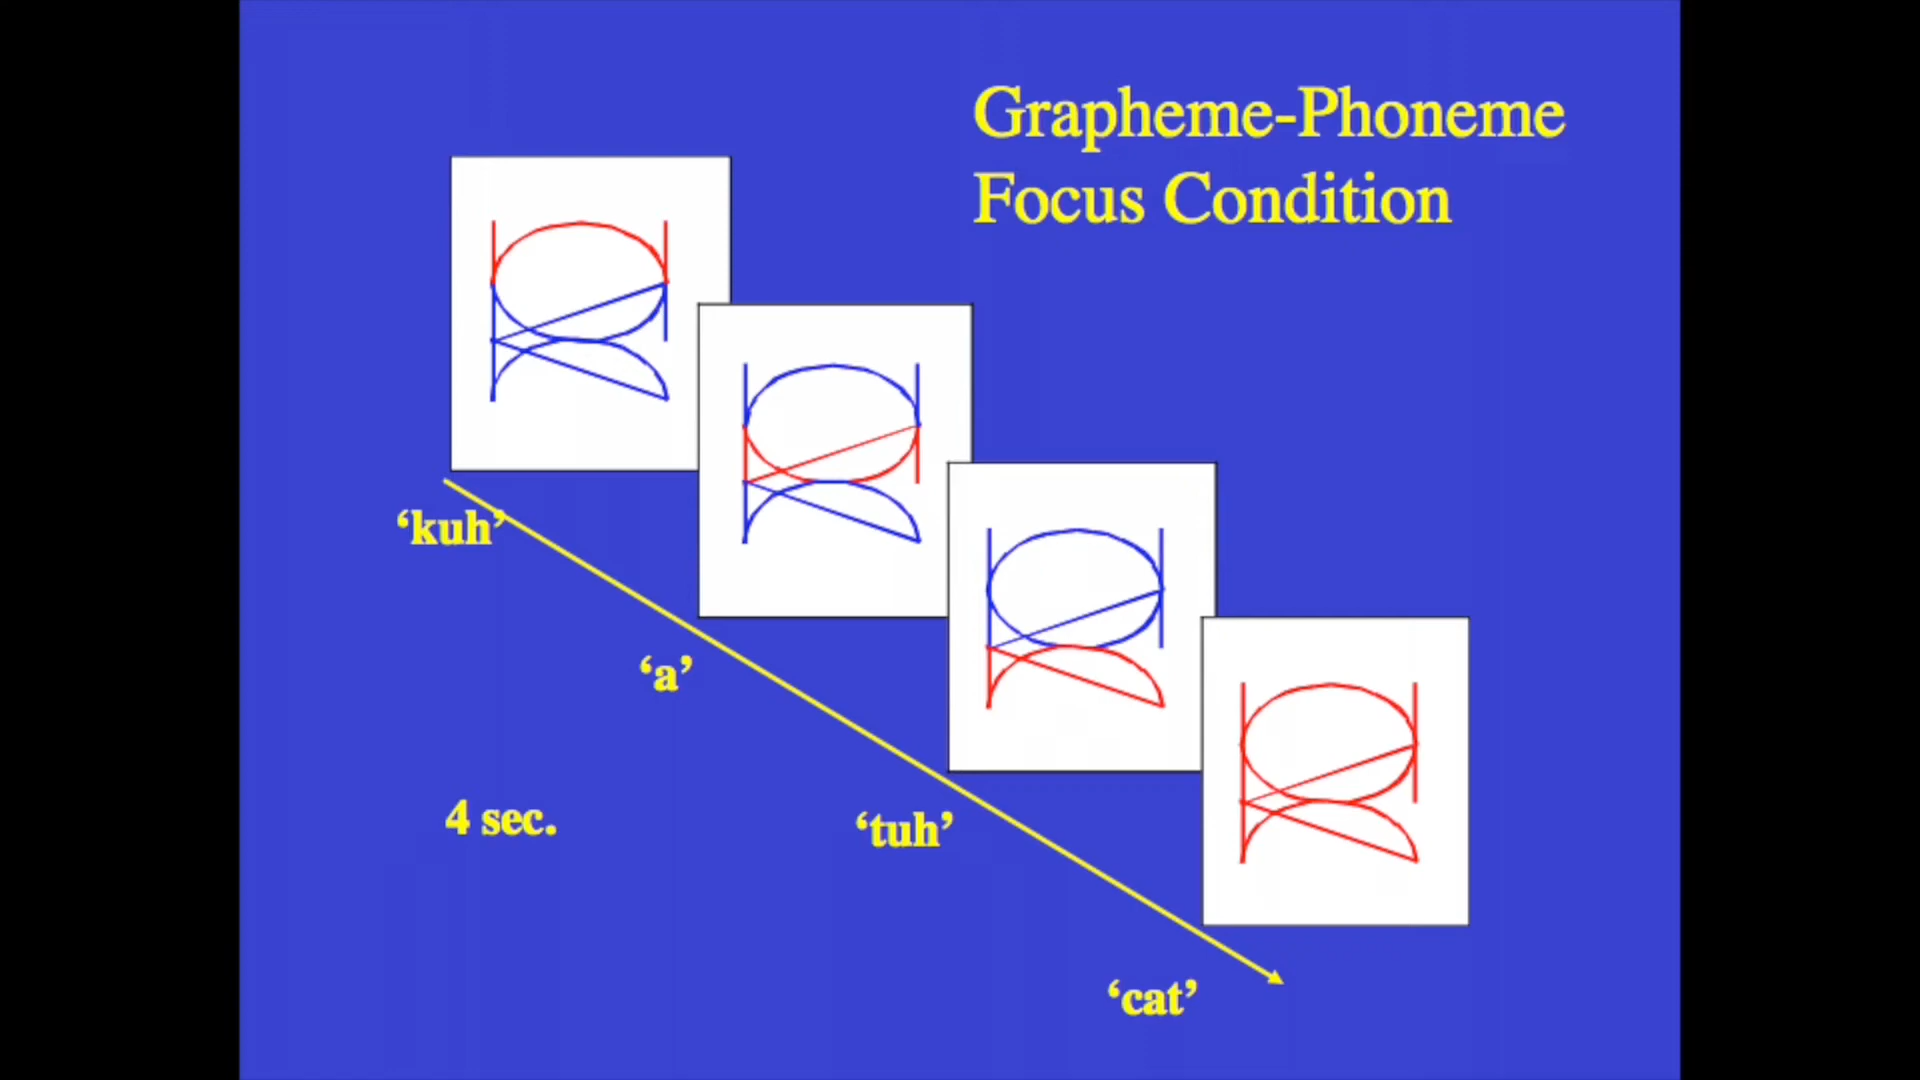 Grapheme-Phoneme
Focus Condition
‘kuh’
‘a’
4 sec.
‘tuh’
‘cat’